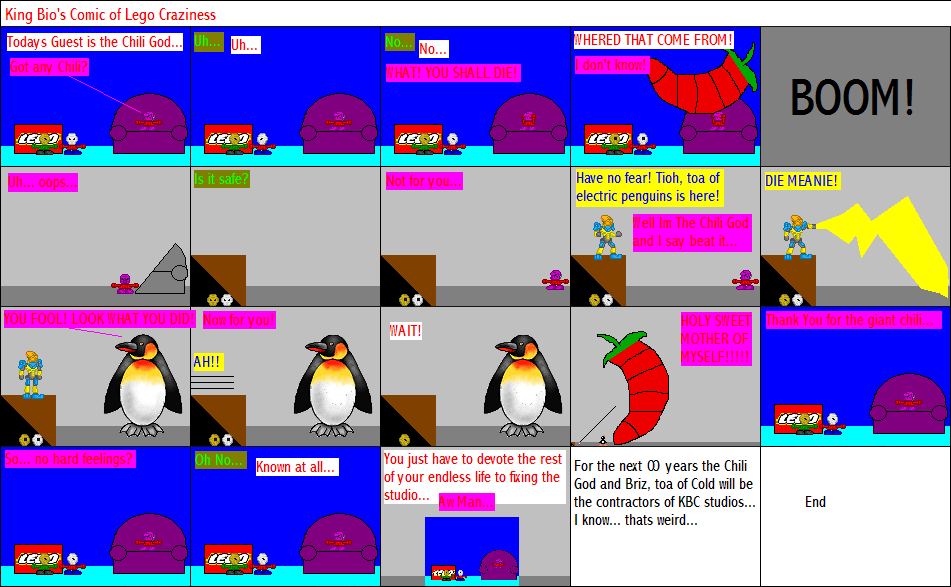 King Bio's Comic of Lego Craziness
Todays Guest is the Chili God...
Got any Chili?
LEGO
Uh...
Uh...
LEGO
No...
No...
WHAT! YOU SHALL DIE!
LEGO
WHERED THAT COME FROM!
I don't know!
LEGO
BOOM!
Uh... oops...
Is it safe?
Not for you...
Have no fear! Tioh, toa of
electric penguins is here!
Well Im The Chili God
and I say beat it...
DIE MEANIE!
YOU FOOL! LOOK WHAT YOU DID!
Now for you!
AH!!
WAIT!
HOLY SWEET
MOTHER OF
MYSELF!!!!!!
Thank You for the giant chili...
LEGO
So... no hard feelings?
LEGO
Oh No...
Known at all...
LEGO
You just have to devote the rest
of your endless life to fixing the
studio...
Aw Man...
LEGO
For the next 00 years the Chili
God and Briz, toa of Cold will be
the contractors of KBC studios...
I know... thats weird...
End